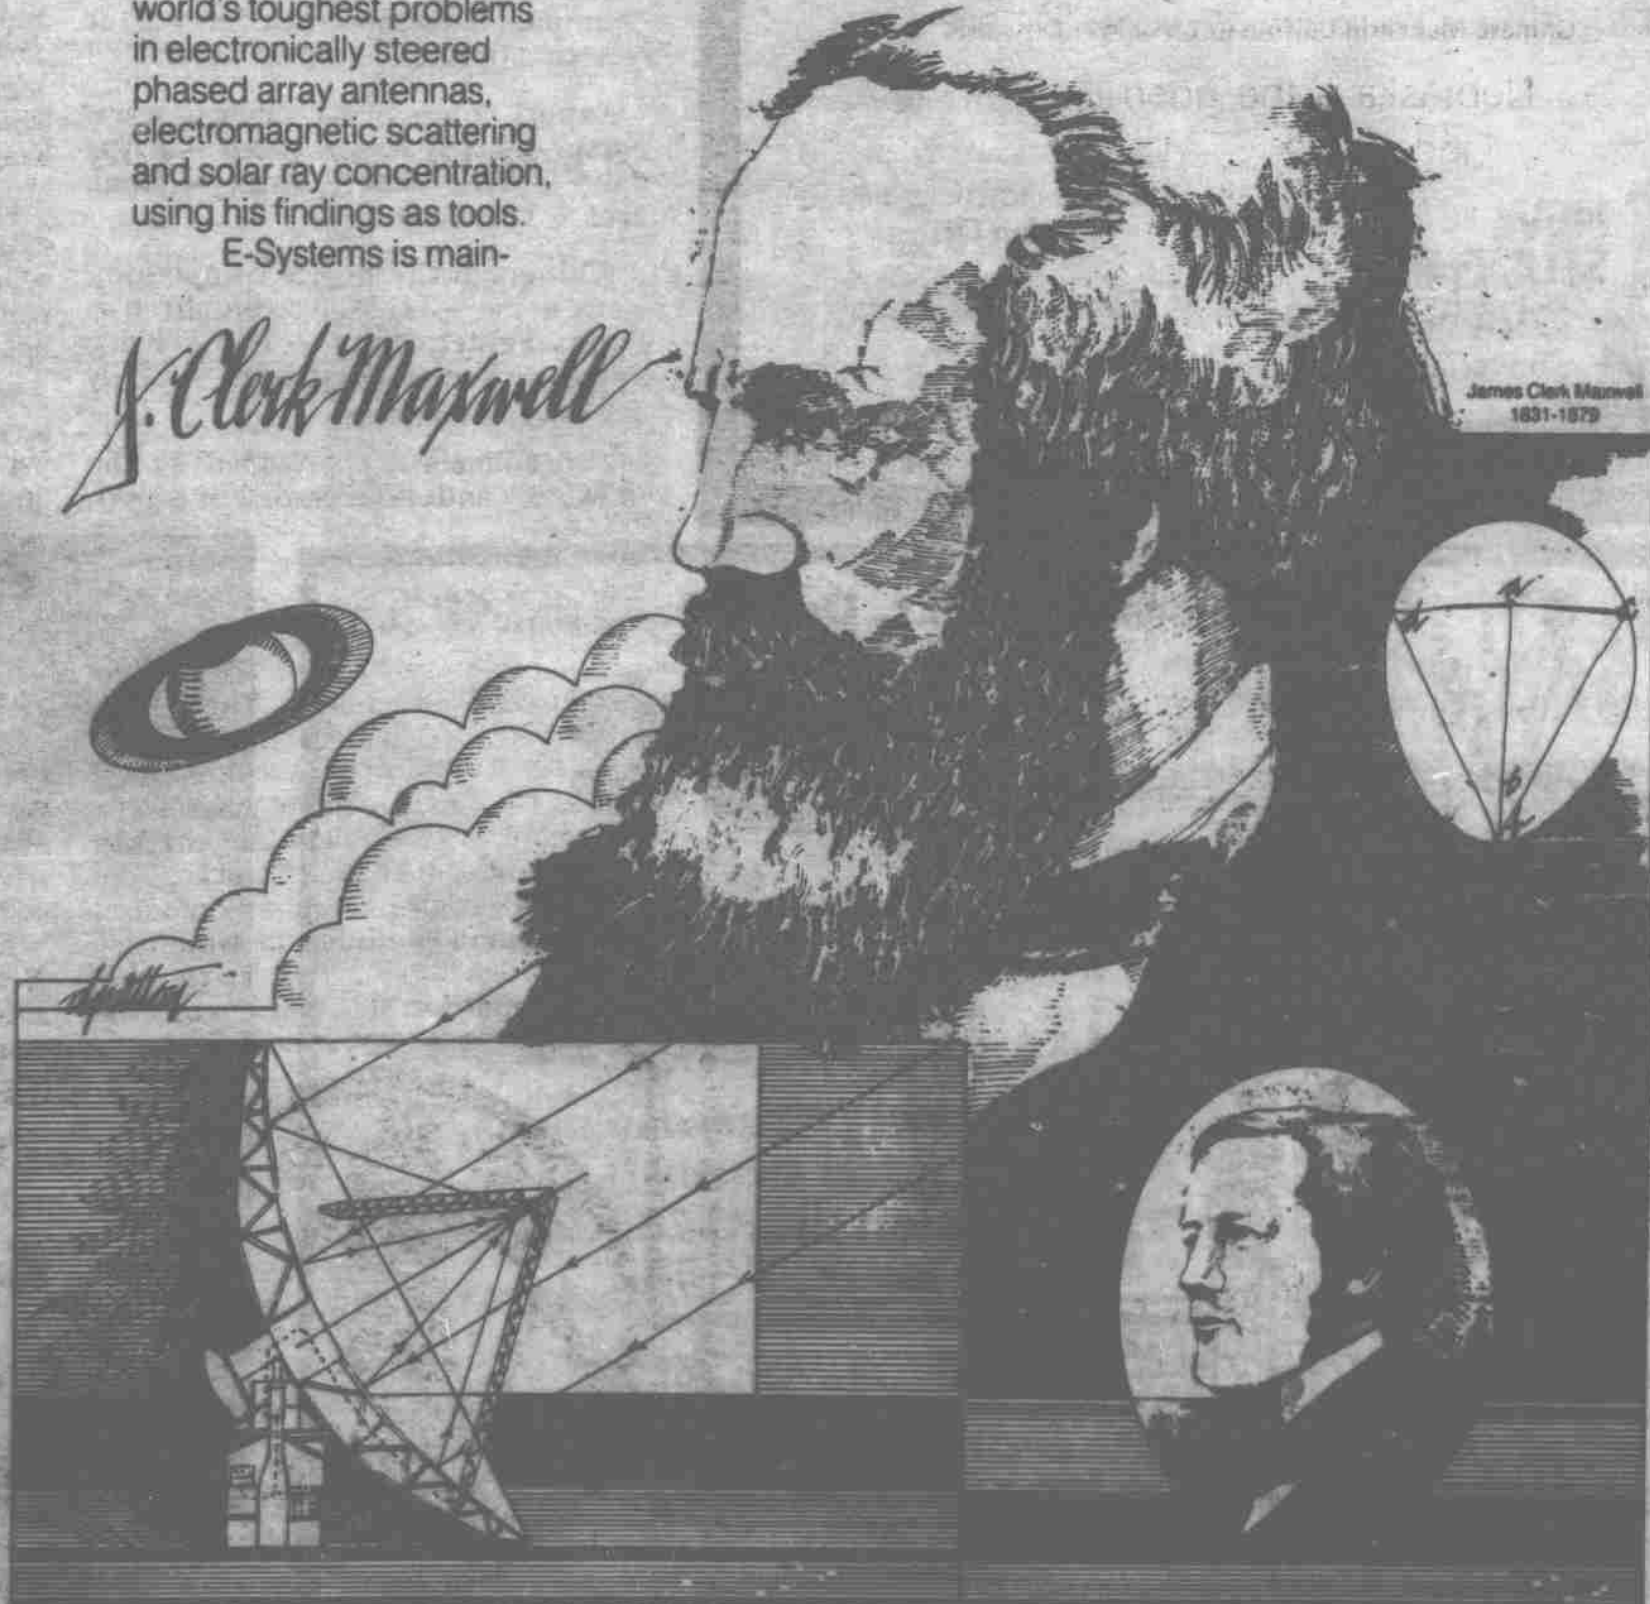 world's toughest problems
in electronically steered
phased array antennas,
electromagnetic scattering
and solar ray concentration,
using his findings as tools.
E-Systems is main-
J. Clerk Maxwell
James Clerk Maxwell
1831-1879